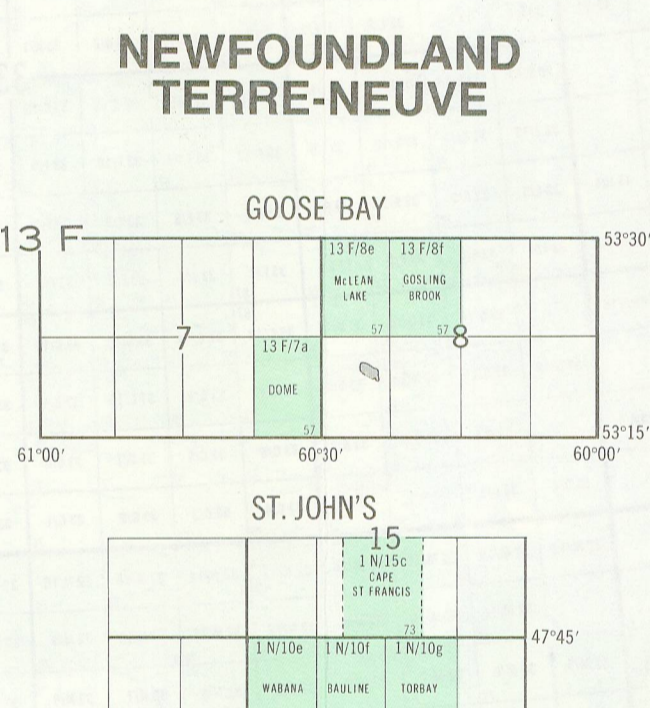 NEWFOUNDLAND
TERRE-NEUVE
GOOSE BAY
13 F
53°30'
13 F/8e
13 F/8f
McLEAN
LAKE
GOSLING
BROOK
57
57
7
8
13 F/7a
DOME
57
53°15'
61°00'
60°30'
60°00'
ST. JOHN'S
15
1 N/15c
CAPE
ST FRANCIS
73
47°45'
1 N/10e
1 N/10f
1 N/10g
WABANA
BAULINE
TORBAY